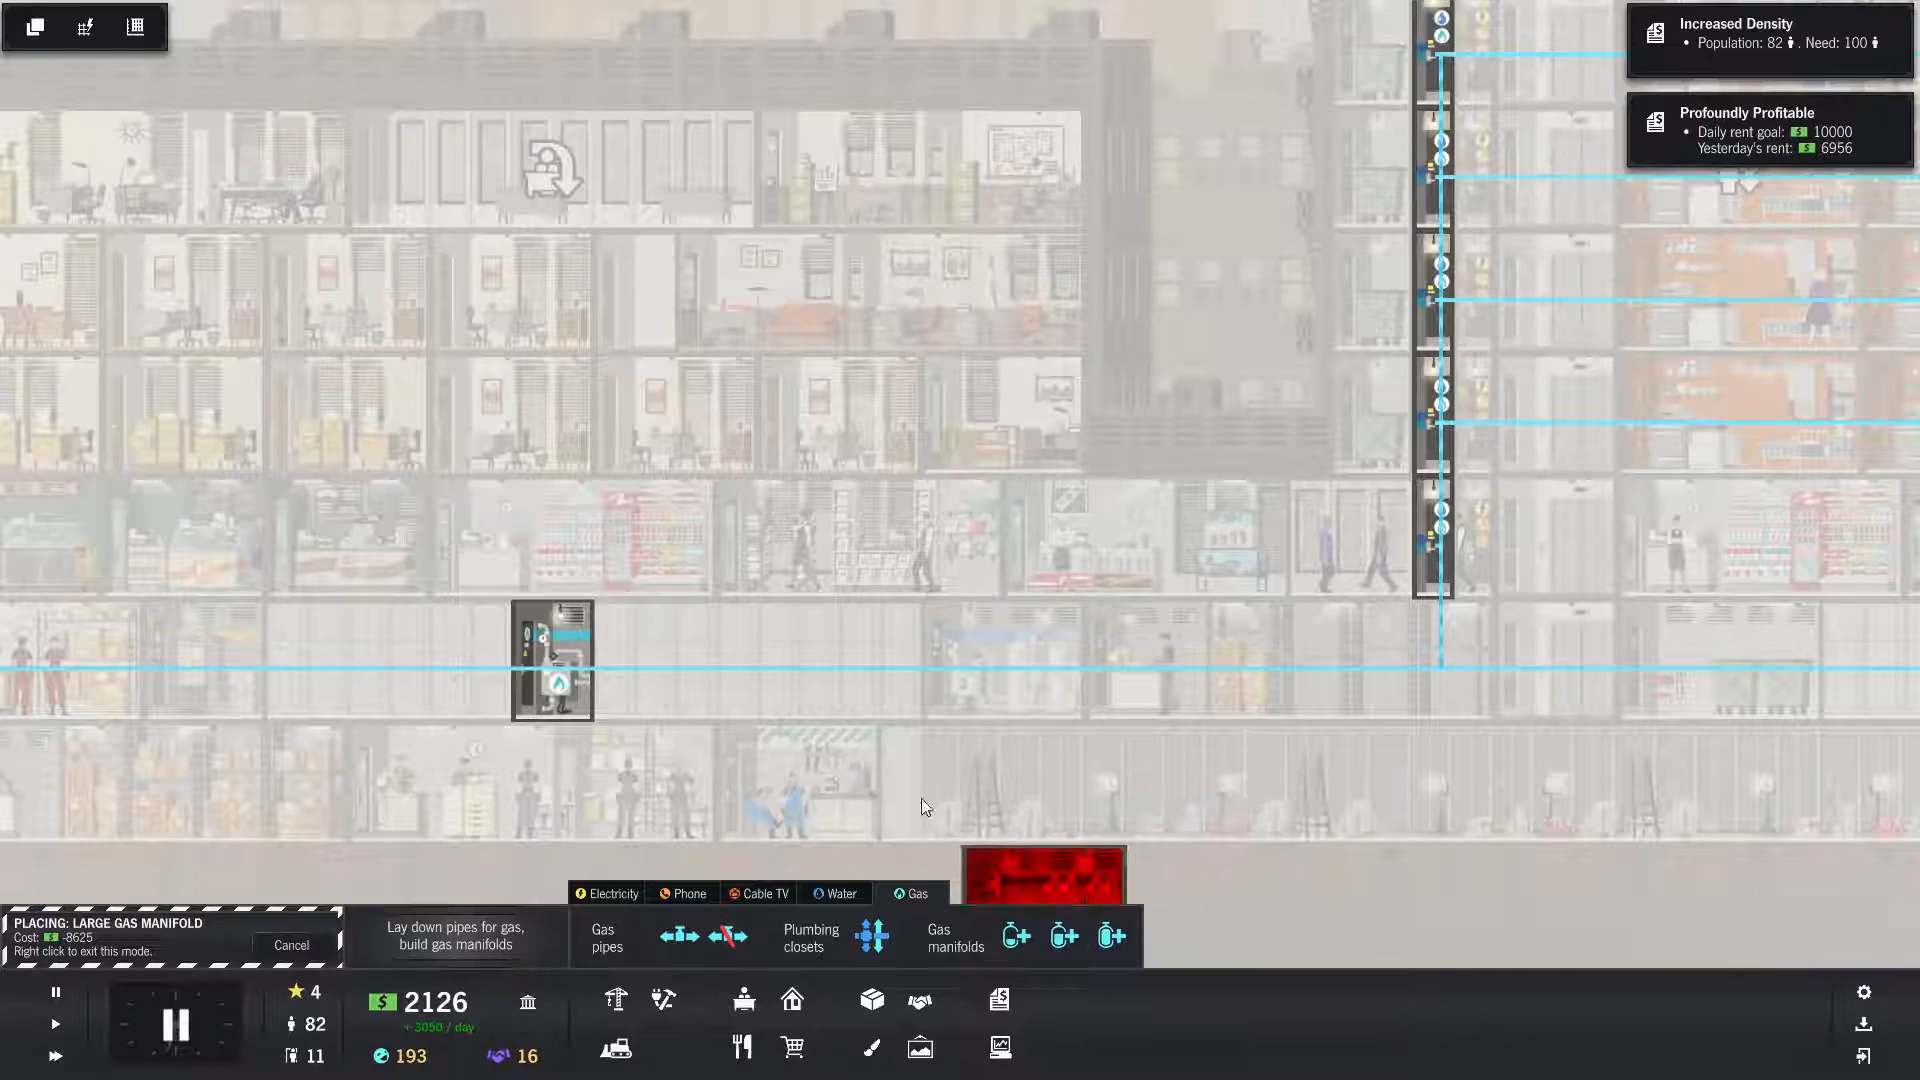 Increased Density
• Population: 82 . Need: 100
Profoundly Profitable
• Daily rent goal: $ 10000
Yesterday's rent: $ 6956
Electricity
Phone
Cable TV
Water
Gas
PLACING: LARGE GAS MANIFOLD
Cost: $ -8625
Right click to exit this mode.
Cancel
Lay down pipes for gas,
build gas manifolds
Gas
pipes
Plumbing
closets
Gas
manifolds
4
82
11
$ 2126
+ 3050 / day
193
16